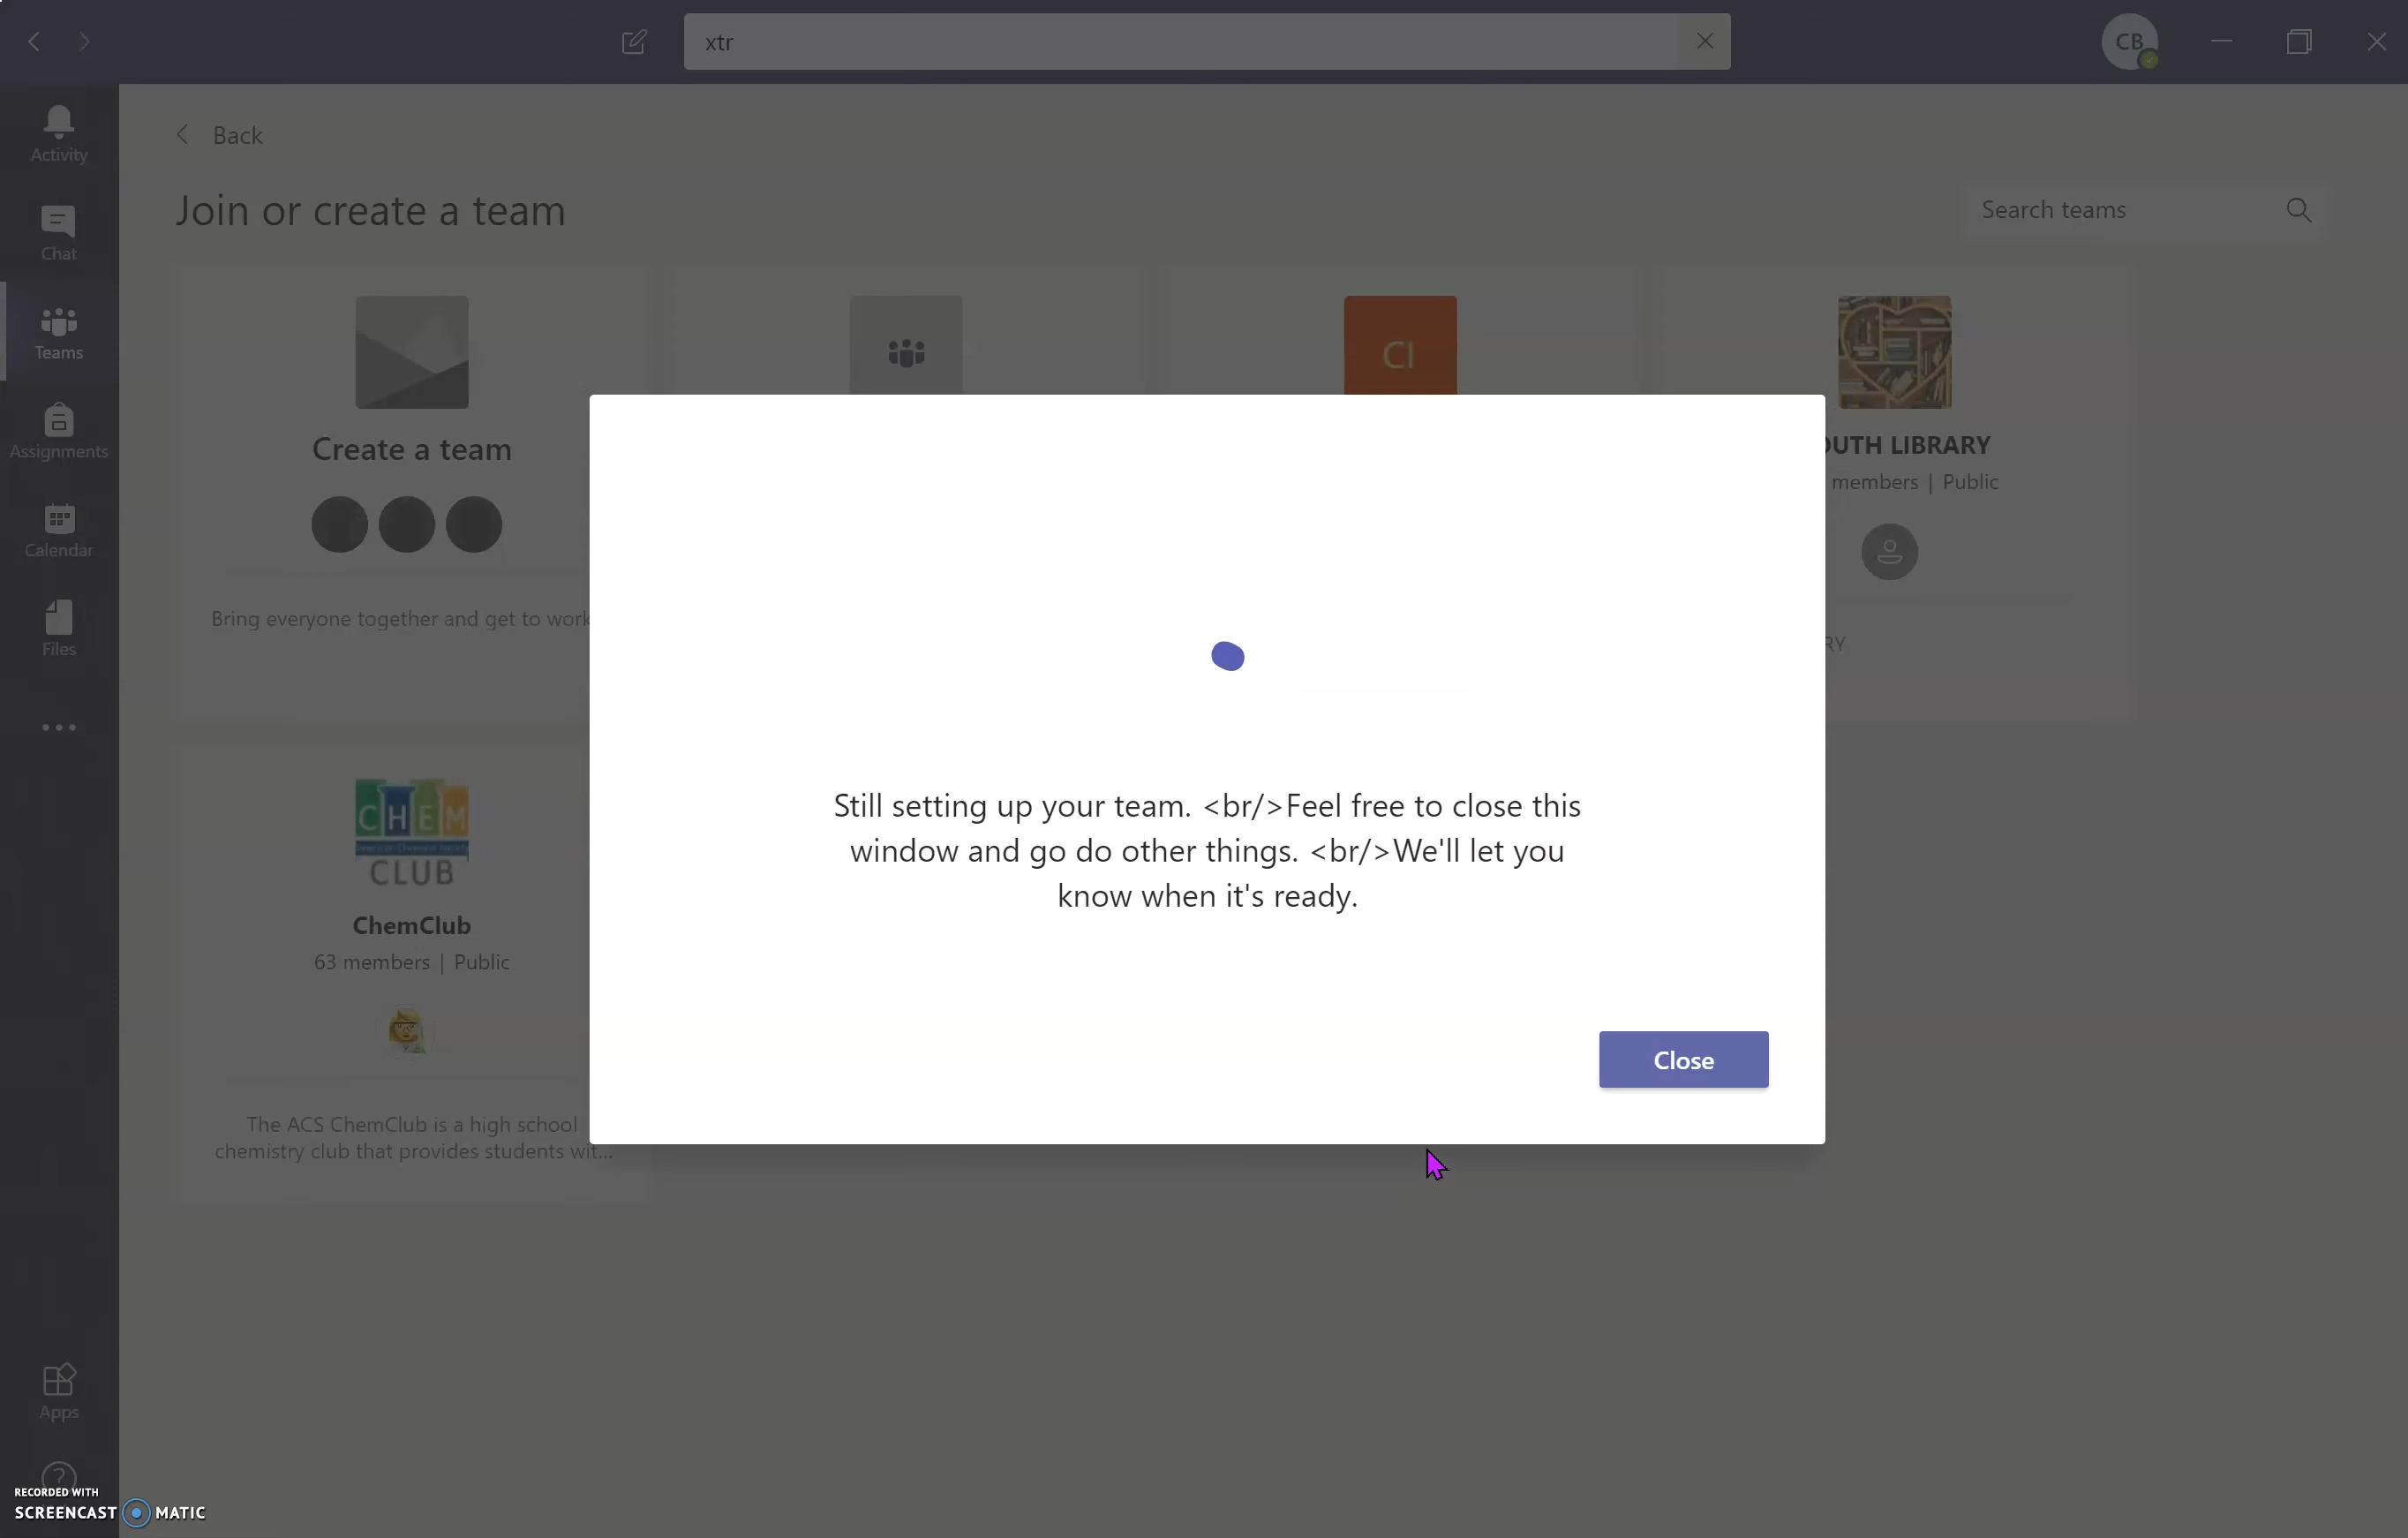 xtr
CB
Activity
Chat
Teams
Assignments
Calendar
Files
Apps
Back
Join or create a team
Search teams
Create a team
Bring everyone together and get to work
CI
OUTH LIBRARY
members | Public
RY
CHEM
CLUB
ChemClub
63 members | Public
The ACS ChemClub is a high school
chemistry club that provides students wit...
Still setting up your team. <br/>Feel free to close this
window and go do other things. <br/>We'll let you
know when it's ready.
Close
RECORDED WITH
SCREENCAST MATIC